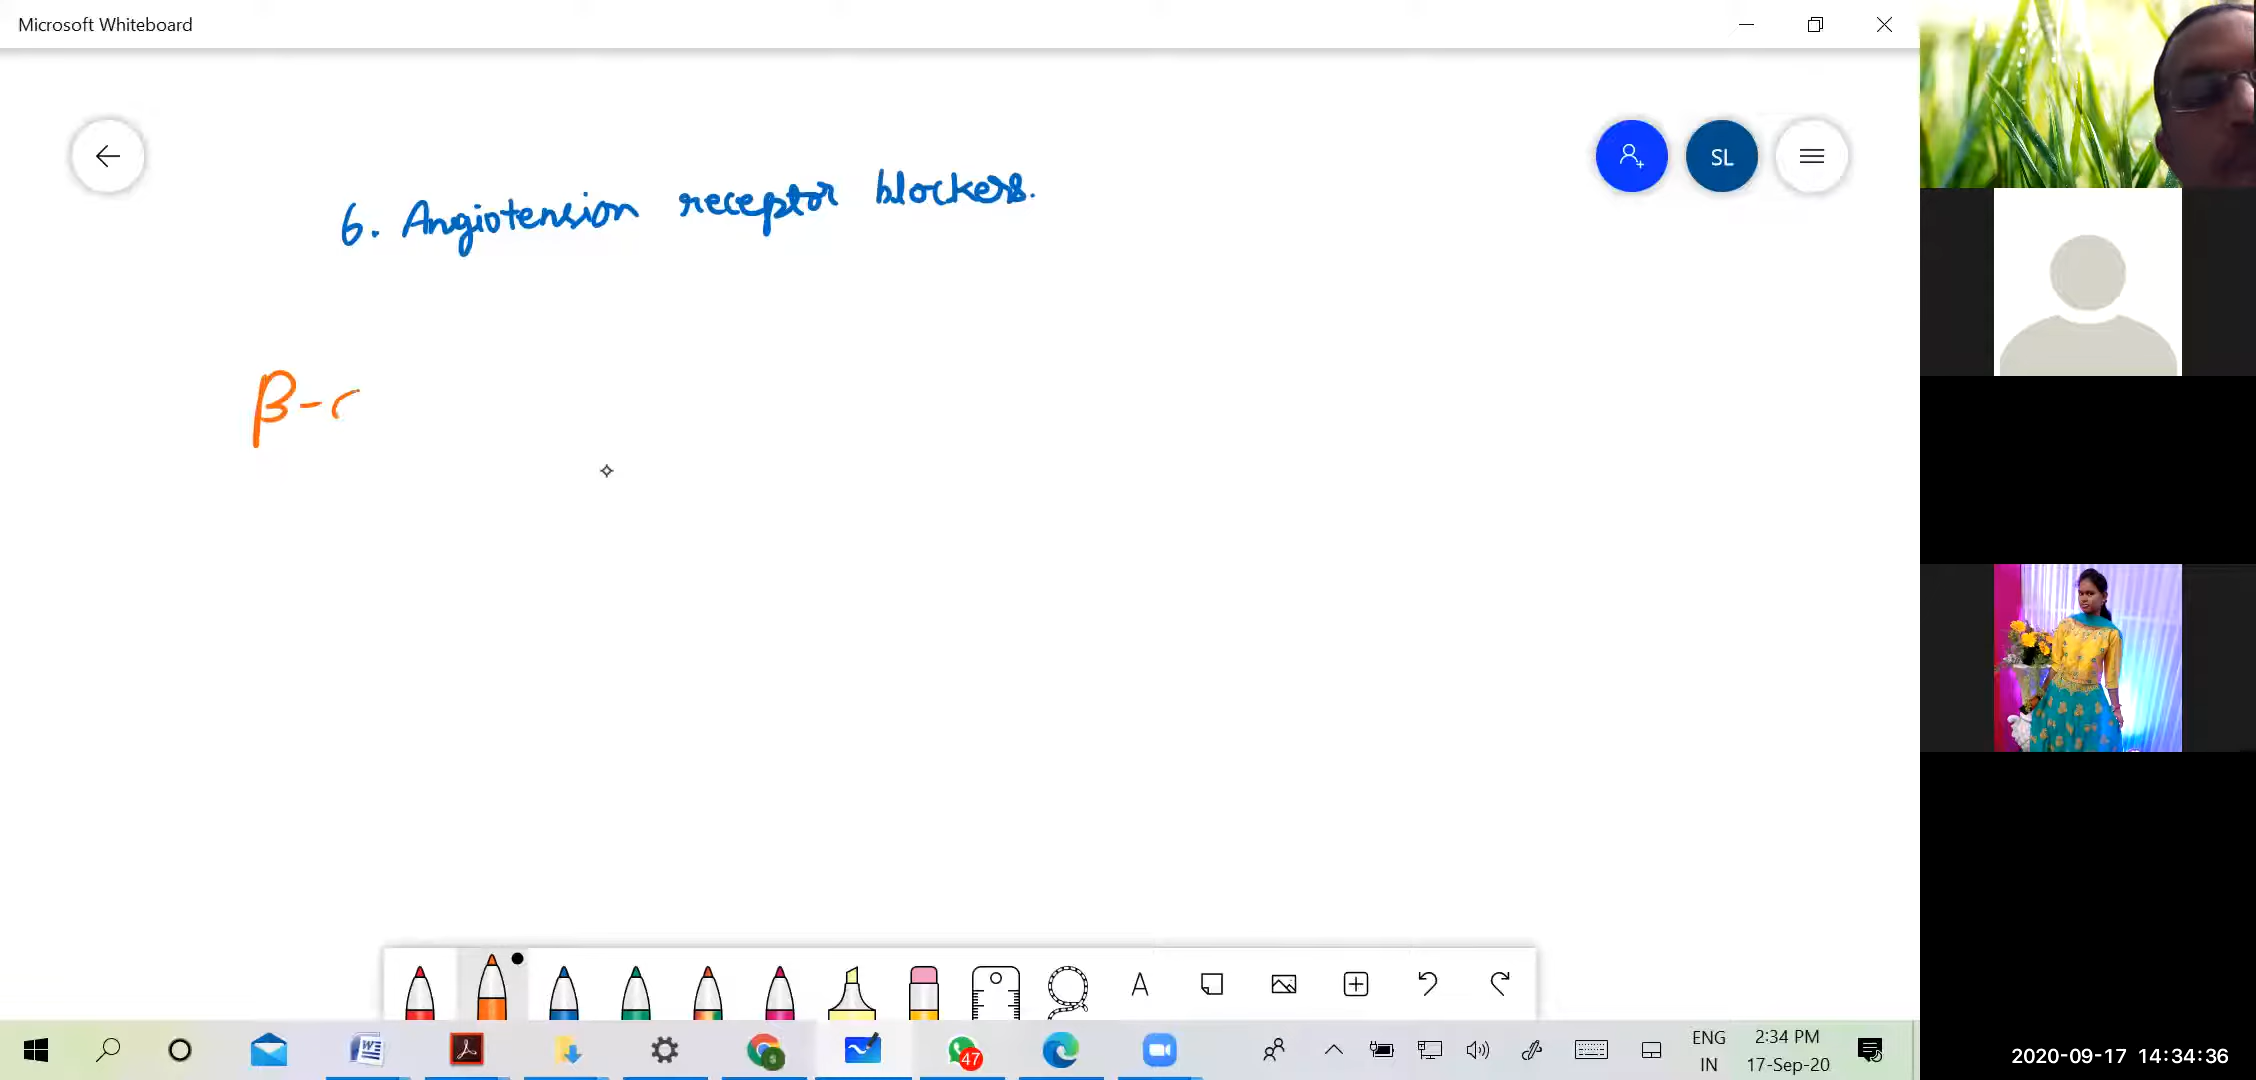 Microsoft Whiteboard
SL
6. Angiotension receptor blockers.
β-
A
W
47
ENG
IN
2:34 PM
17-Sep-20
2020-09-17 14:34:36